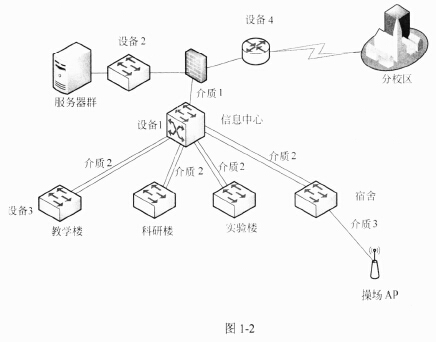 设备4
设备2
分校区
服务器群
介质1
设备1
信息中心
介质2
介质2
介质2
介质2
设备3
教学楼
科研楼
实验楼
宿舍
介质3
操场 AP
图 1-2